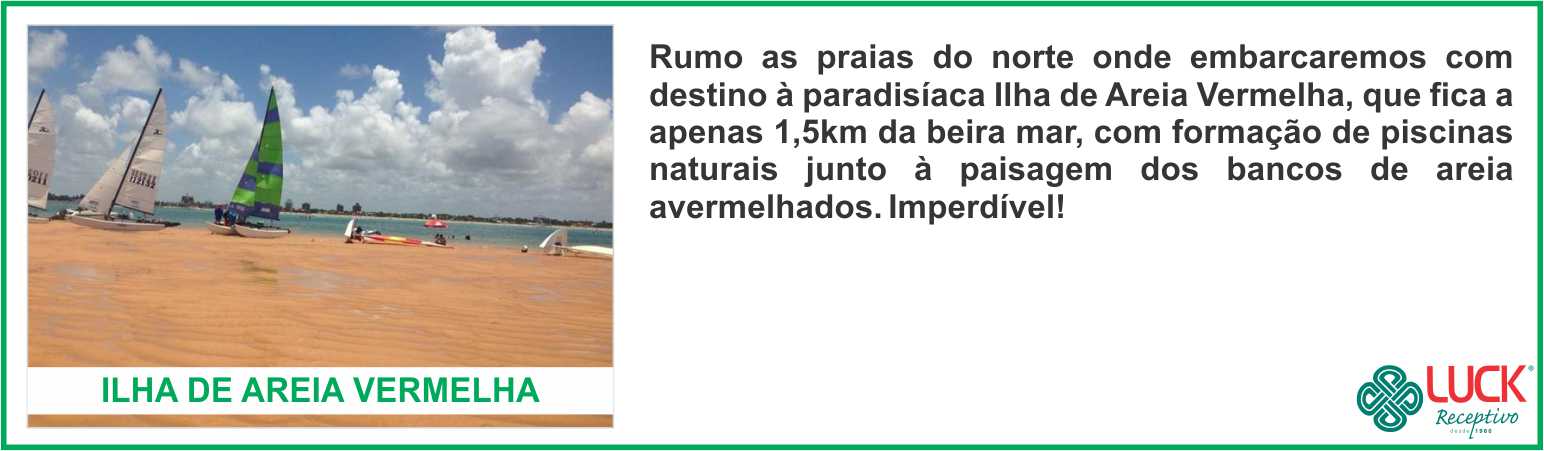 Rumo as praias do norte onde embarcaremos com
destino à paradisíaca Ilha de Areia Vermelha, que fica a
apenas 1,5km da beira mar, com formação de piscinas
naturais junto à paisagem dos bancos de areia
avermelhados. Imperdível!
ILHA DE AREIA VERMELHA
LUCK®
Receptivo